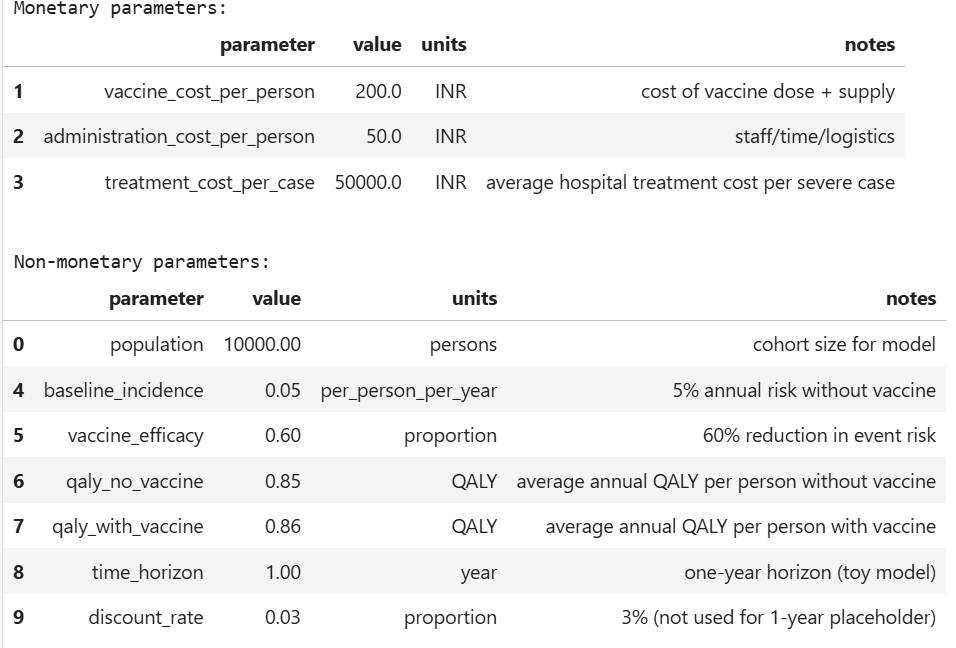 Monetary parameters:
parameter value units notes
1 vaccine_cost_per_person 200.0 INR cost of vaccine dose + supply
2 administration_cost_per_person 50.0 INR staff/time/logistics
3 treatment_cost_per_case 50000.0 INR average hospital treatment cost per severe case
Non-monetary parameters:
parameter value units notes
0 population 10000.00 persons cohort size for model
4 baseline_incidence 0.05 per_person_per_year 5% annual risk without vaccine
5 vaccine_efficacy 0.60 proportion 60% reduction in event risk
6 qaly_no_vaccine 0.85 QALY average annual QALY per person without vaccine
7 qaly_with_vaccine 0.86 QALY average annual QALY per person with vaccine
8 time_horizon 1.00 year one-year horizon (toy model)
9 discount_rate 0.03 proportion 3% (not used for 1-year placeholder)